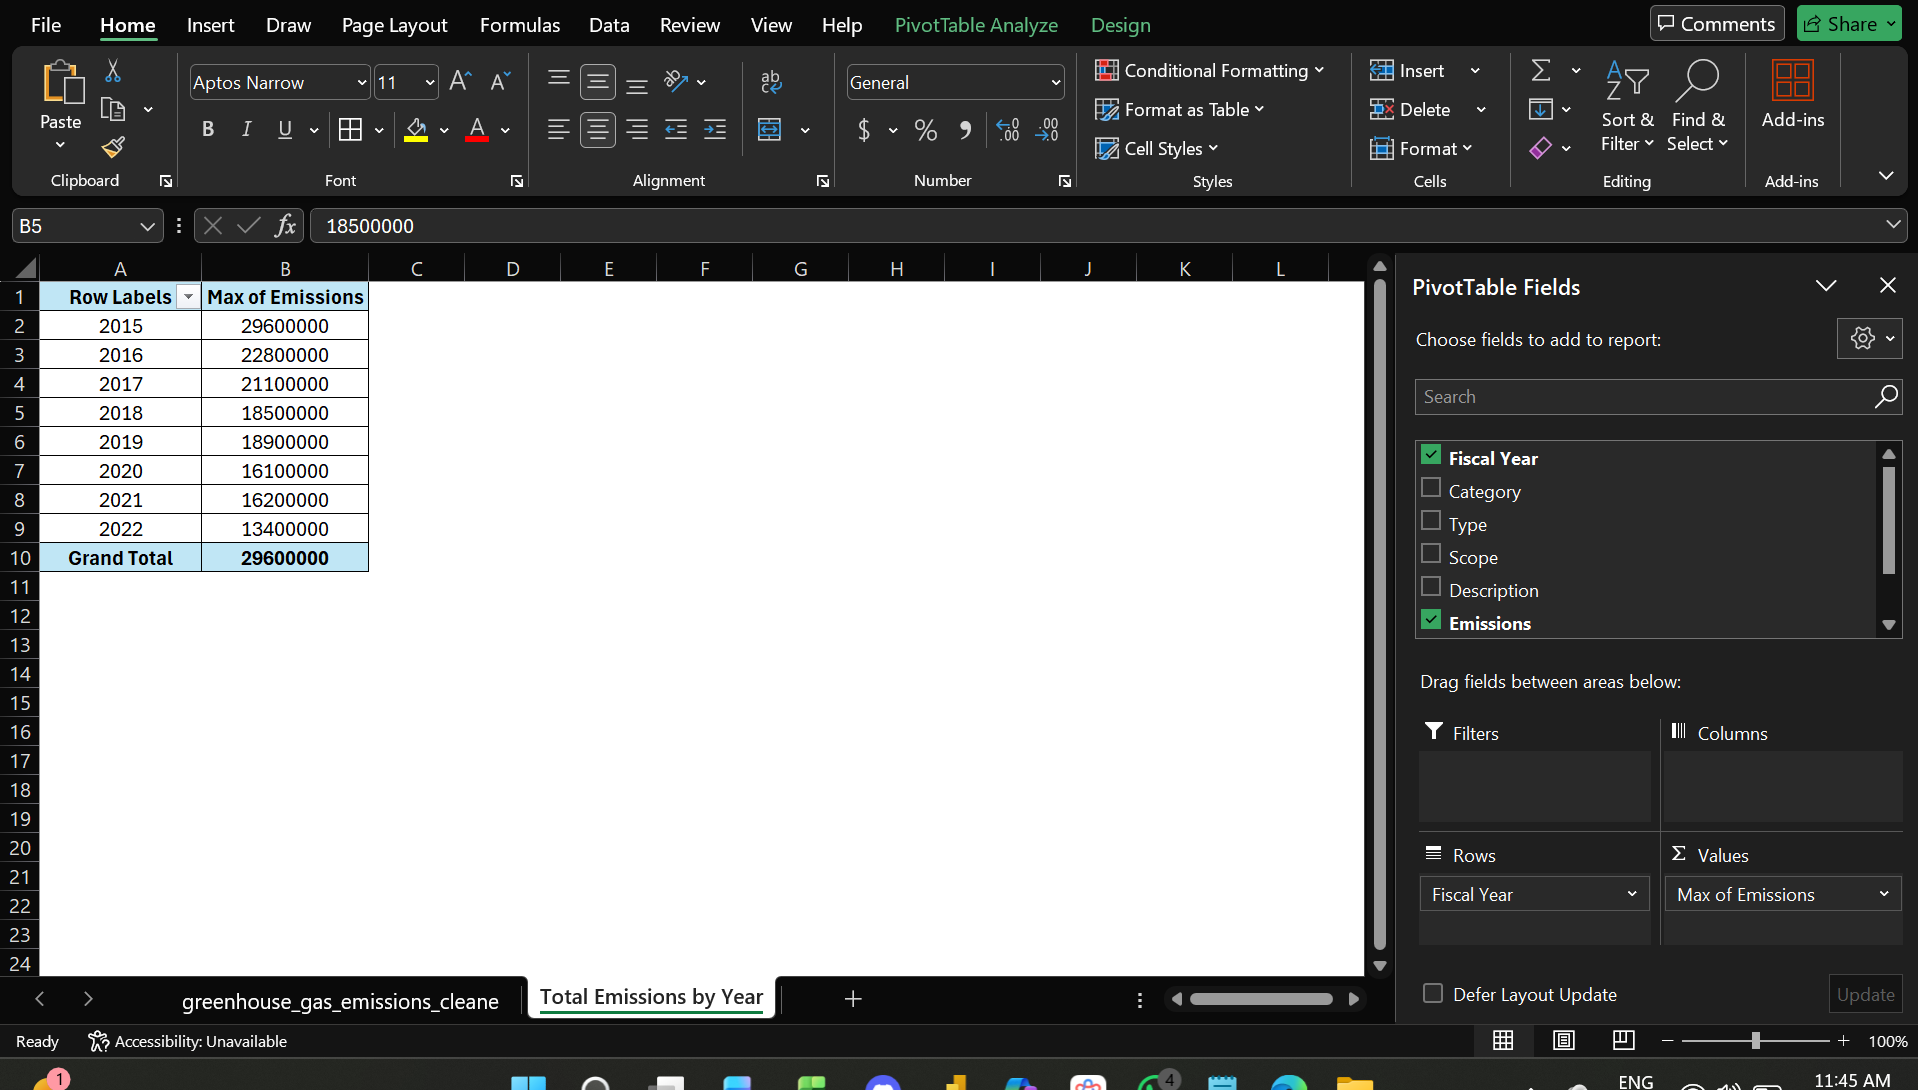 File Home Insert Draw Page Layout Formulas Data Review View Help PivotTable Analyze Design Comments Share
Paste
Clipboard
Aptos Narrow 11
B I U A
Font
ab
Alignment
General
$ % 9 .00 .00
Number
Conditional Formatting
Format as Table
Cell Styles
Styles
Insert
Delete
Format
Cells
Sort & Filter
Find & Select
Editing
Add-ins
Add-ins
B5 fx 18500000
A B C D E F G H I J K L
1 Row Labels Max of Emissions
2 2015 29600000
3 2016 22800000
4 2017 21100000
5 2018 18500000
6 2019 18900000
7 2020 16100000
8 2021 16200000
9 2022 13400000
10 Grand Total 29600000
11
12
13
14
15
16
17
18
19
20
21
22
23
24
PivotTable Fields
Choose fields to add to report:
Search
Fiscal Year
Category
Type
Scope
Description
Emissions
Drag fields between areas below:
Filters
Columns
Rows
Σ Values
Fiscal Year
Max of Emissions
Defer Layout Update Update
greenhouse_gas_emissions_cleane Total Emissions by Year
Ready Accessibility: Unavailable 100%
1 4 ENG 11:45 AM